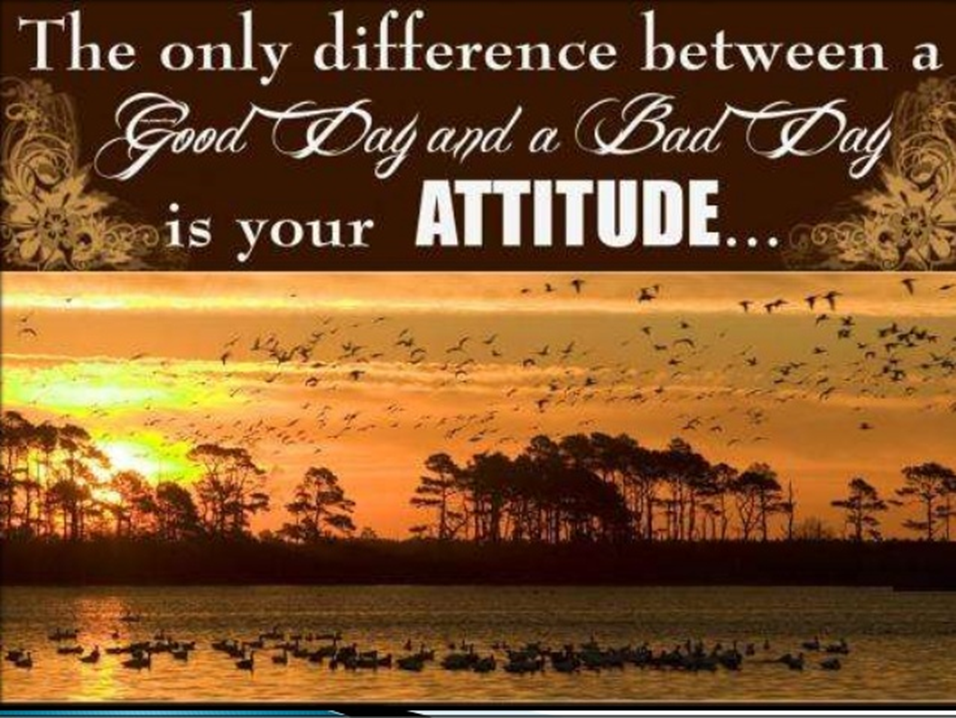 The only difference between a
Good Day and a Bad Day
is your ATTITUDE...